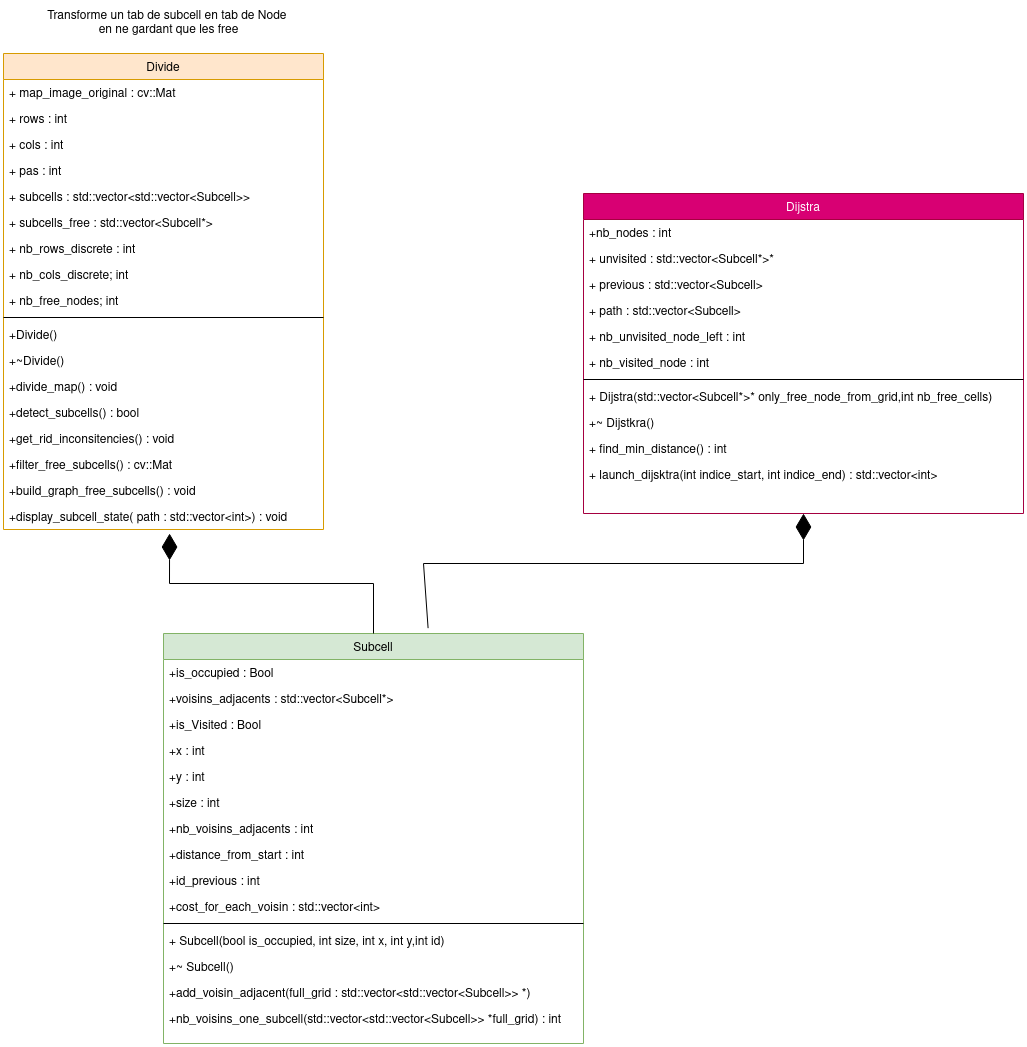 Transforme un tab de subcell en tab de Node
en ne gardant que les free
Divide
+ map_image_original : cv::Mat
+ rows : int
+ cols : int
+ pas : int
+ subcells : std::vector<std::vector<Subcell>>
+ subcells_free : std::vector<Subcell*>
+ nb_rows_discrete : int
+ nb_cols_discrete; int
+ nb_free_nodes; int
+Divide()
+~Divide()
+divide_map() : void
+detect_subcells() : bool
+get_rid_inconsitencies() : void
+filter_free_subcells() : cv::Mat
+build_graph_free_subcells() : void
+display_subcell_state( path : std::vector<int>) : void
Dijstra
+nb_nodes : int
+ unvisited : std::vector<Subcell*>*
+ previous : std::vector<Subcell>
+ path : std::vector<Subcell>
+ nb_unvisited_node_left : int
+ nb_visited_node : int
+ Dijstra(std::vector<Subcell*>* only_free_node_from_grid,int nb_free_cells)
+~ Dijstkra()
+ find_min_distance() : int
+ launch_dijsktra(int indice_start, int indice_end) : std::vector<int>
Subcell
+is_occupied : Bool
+voisins_adjacents : std::vector<Subcell*>
+is_Visited : Bool
+x : int
+y : int
+size : int
+nb_voisins_adjacents : int
+distance_from_start : int
+id_previous : int
+cost_for_each_voisin : std::vector<int>
+ Subcell(bool is_occupied, int size, int x, int y,int id)
+~ Subcell()
+add_voisin_adjacent(full_grid : std::vector<std::vector<Subcell>> *)
+nb_voisins_one_subcell(std::vector<std::vector<Subcell>> *full_grid) : int